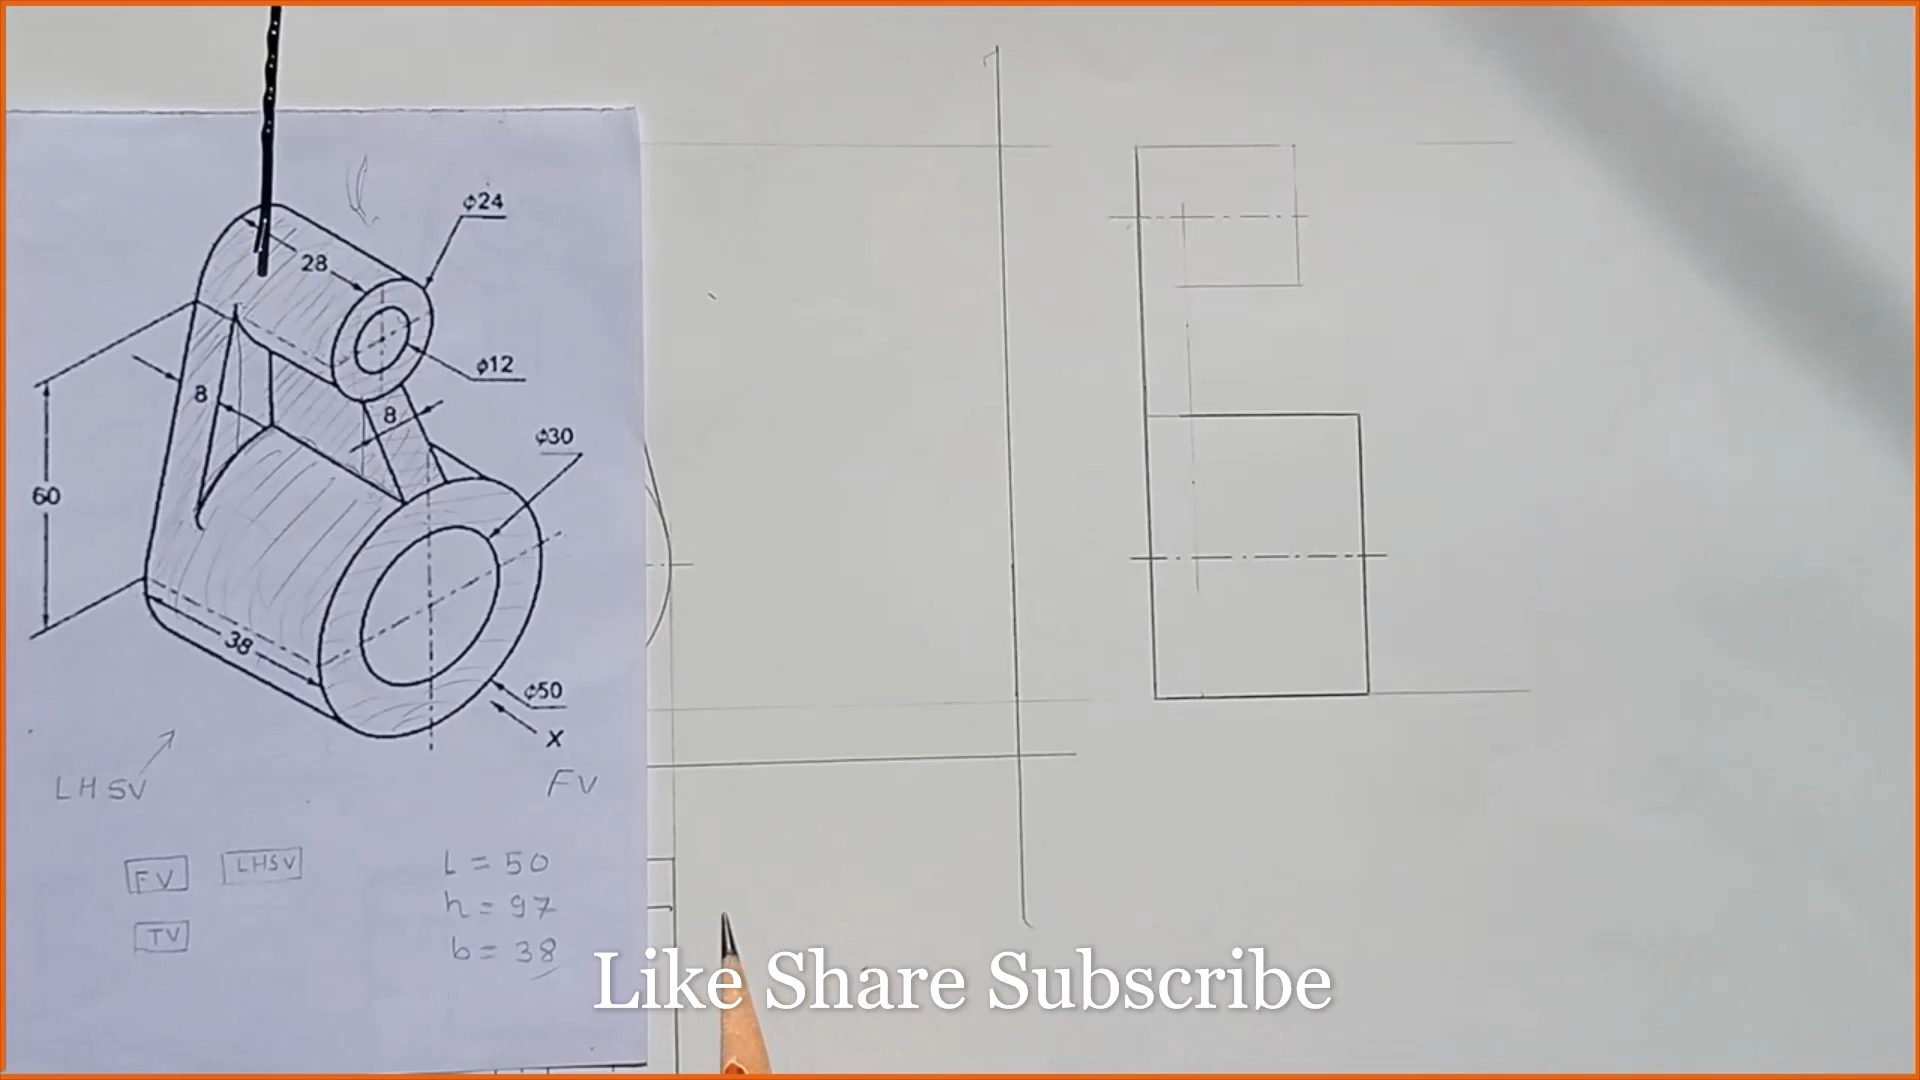 ϕ24
28
ϕ12
8
8
ϕ30
60
38
ϕ50
X
LHSV
FV
FV
LHSV
L = 50
h = 97
TV
b = 38
Like Share Subscribe